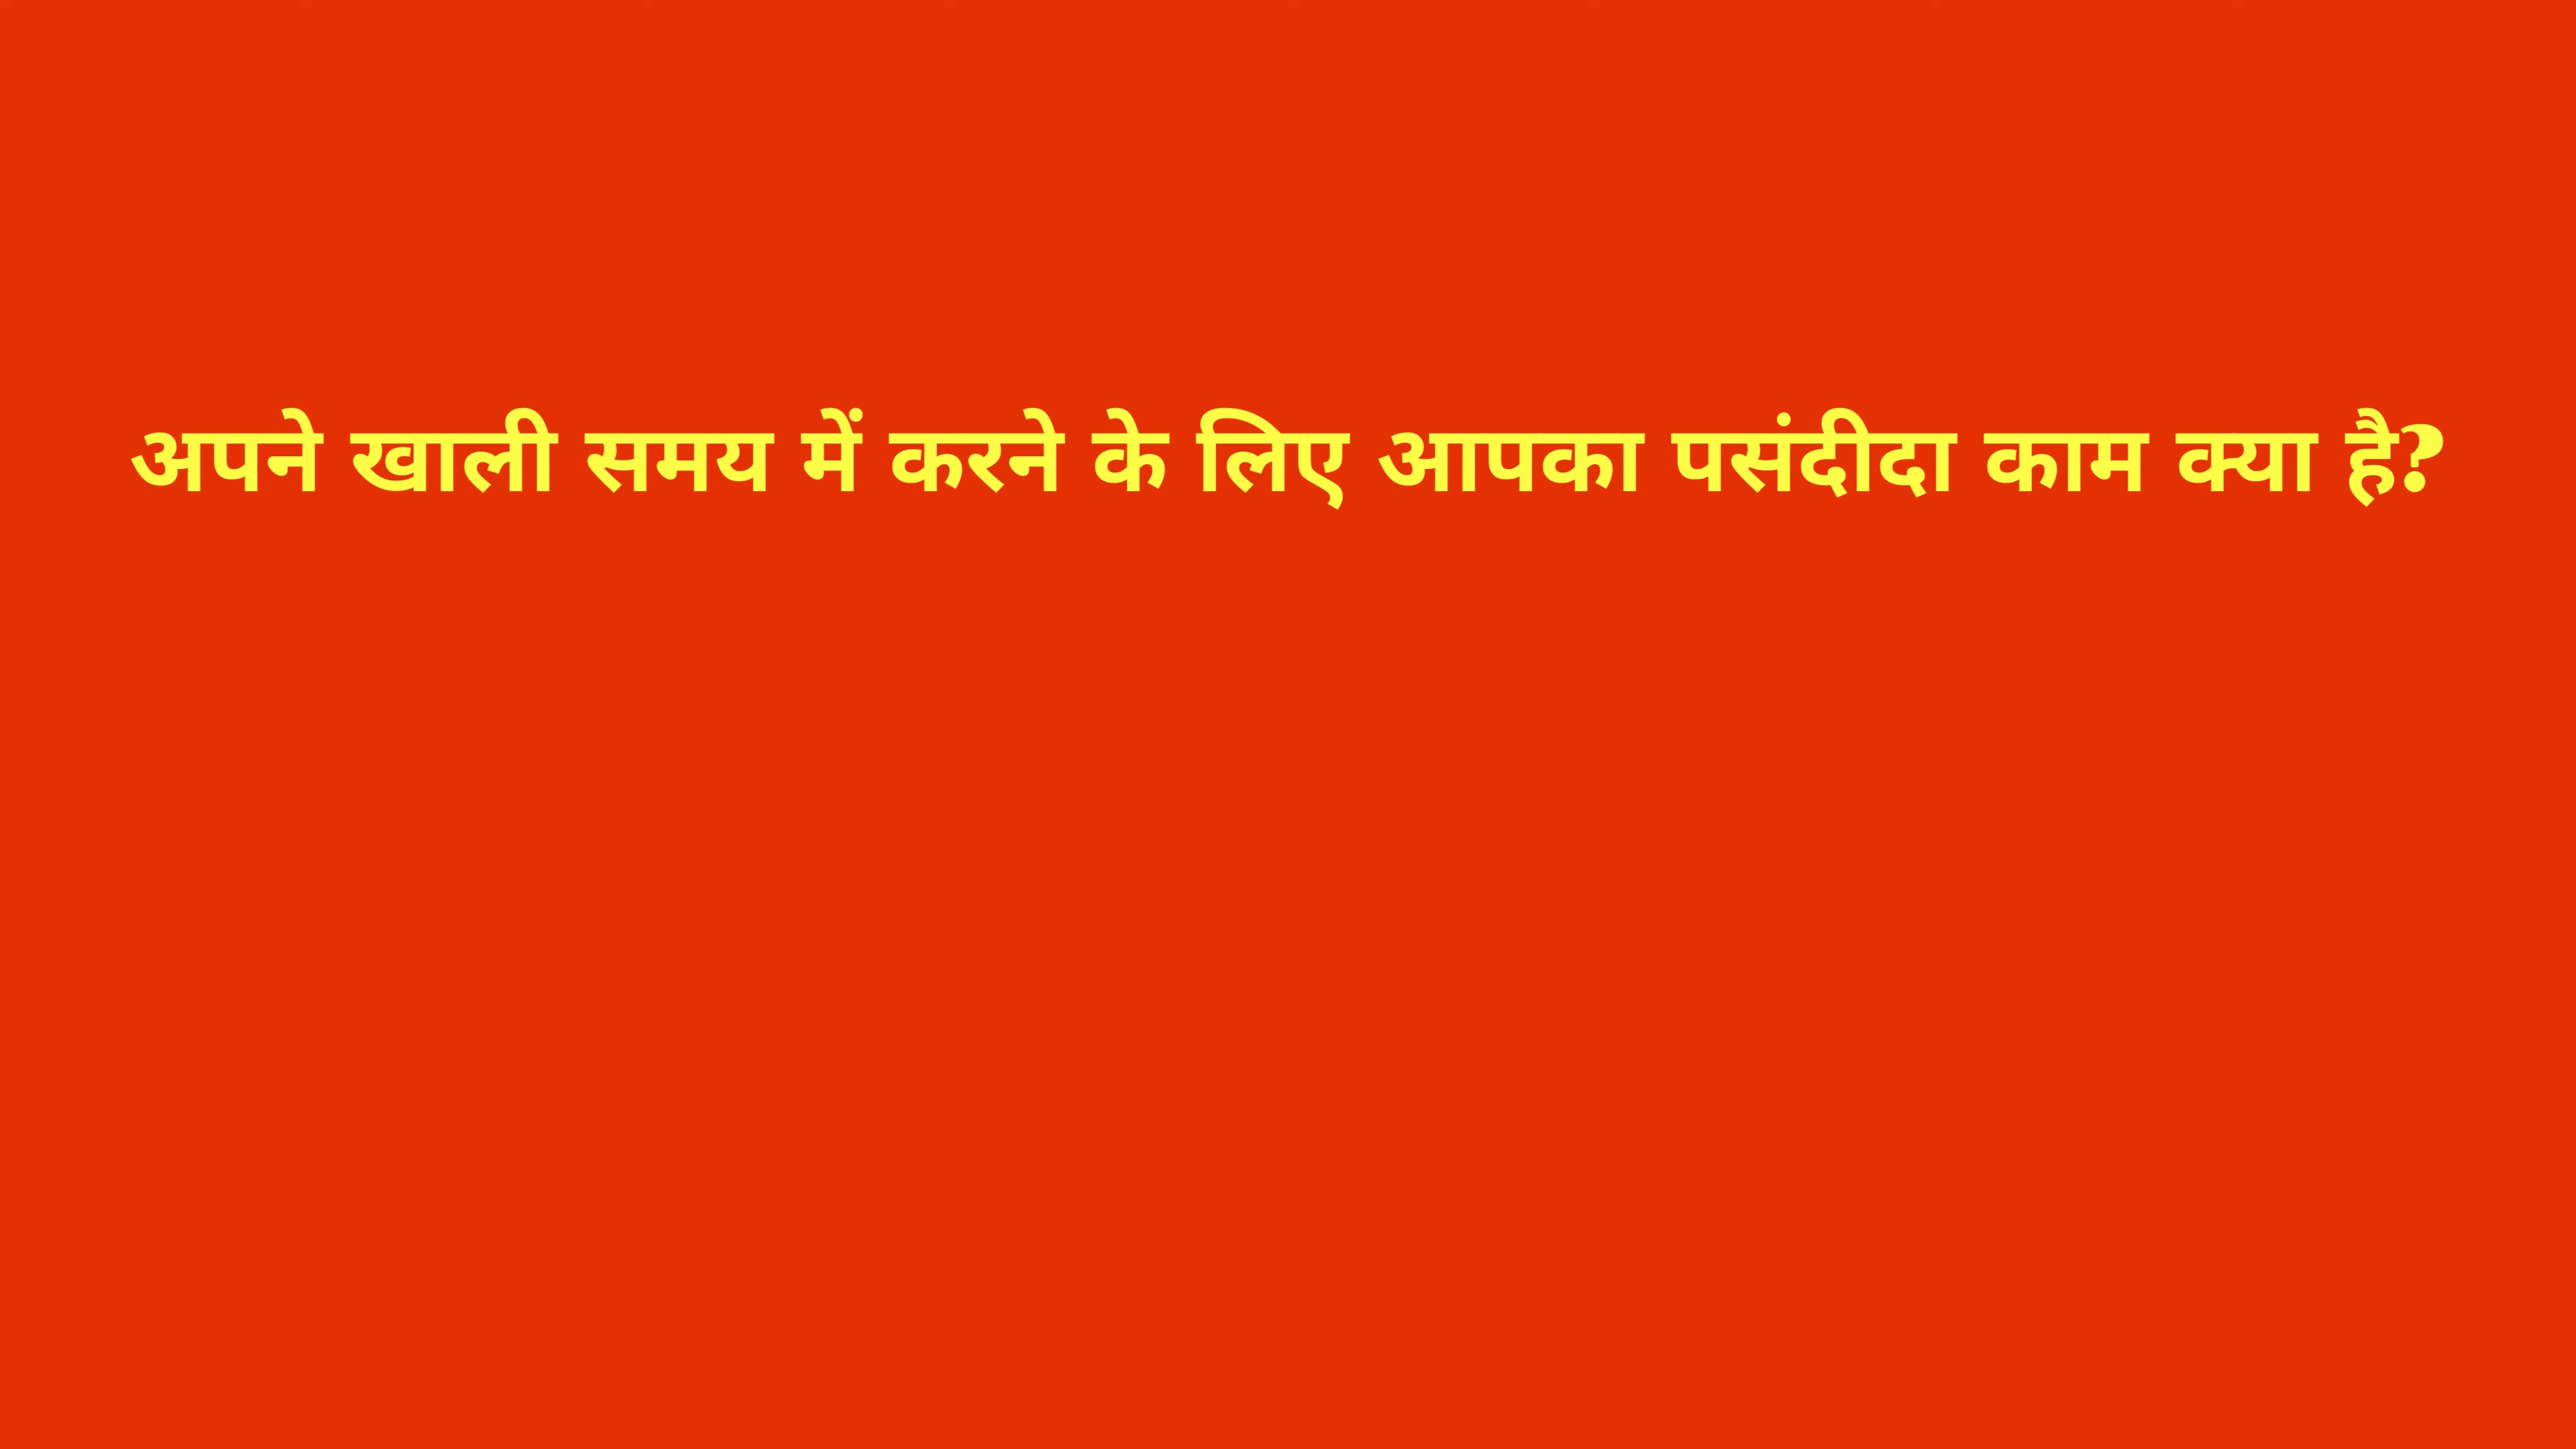 अपने खाली समय में करने के लिए आपका पसंदीदा काम क्या है?